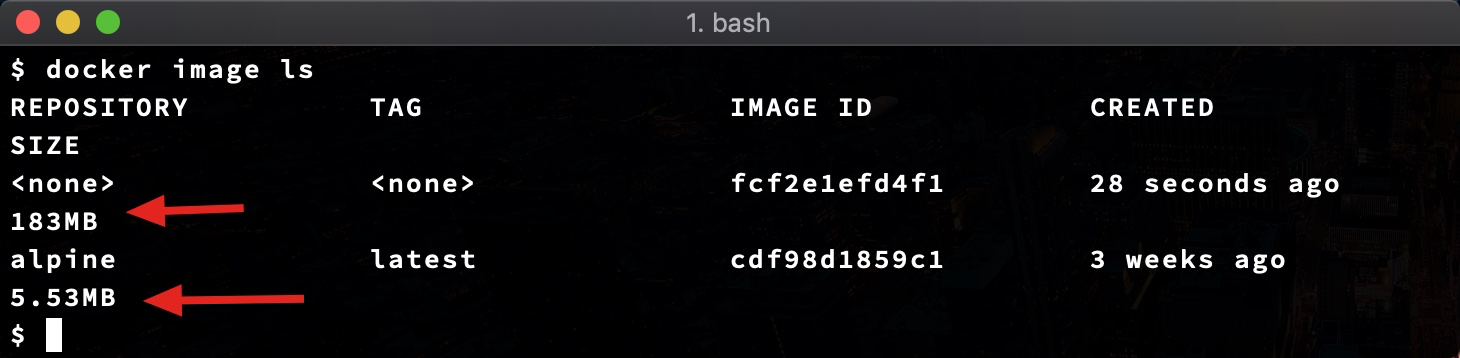 1. bash
$ docker image ls
REPOSITORY TAG IMAGE ID CREATED
SIZE
<none> <none> fcf2e1efd4f1 28 seconds ago
183MB
alpine latest cdf98d1859c1 3 weeks ago
5.53MB
$